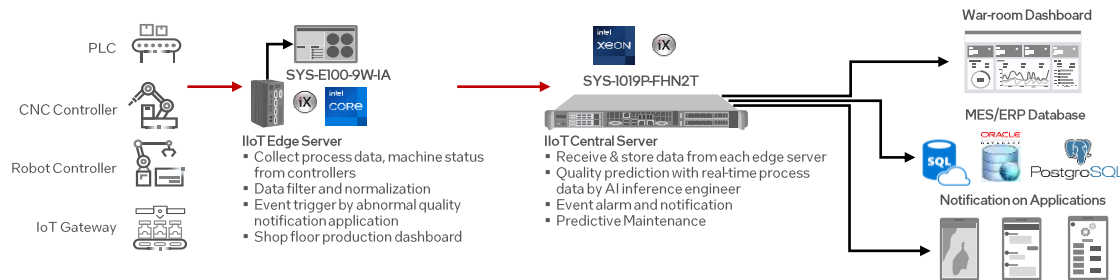 PLC
CNC Controller
Robot Controller
IoT Gateway
SYS-E100-9W-IA
iX
intel
CORE
IIoT Edge Server
▪ Collect process data, machine status
from controllers
▪ Data filter and normalization
▪ Event trigger by abnormal quality
notification application
▪ Shop floor production dashboard
intel
XEON
iX
SYS-1019P-FHN2T
IIoT Central Server
▪ Receive & store data from each edge server
▪ Quality prediction with real-time process
data by AI inference engineer
▪ Event alarm and notification
▪ Predictive Maintenance
War-room Dashboard
MES/ERP Database
SQL
ORACLE
DATABASE
PostgroSQL
Notification on Applications